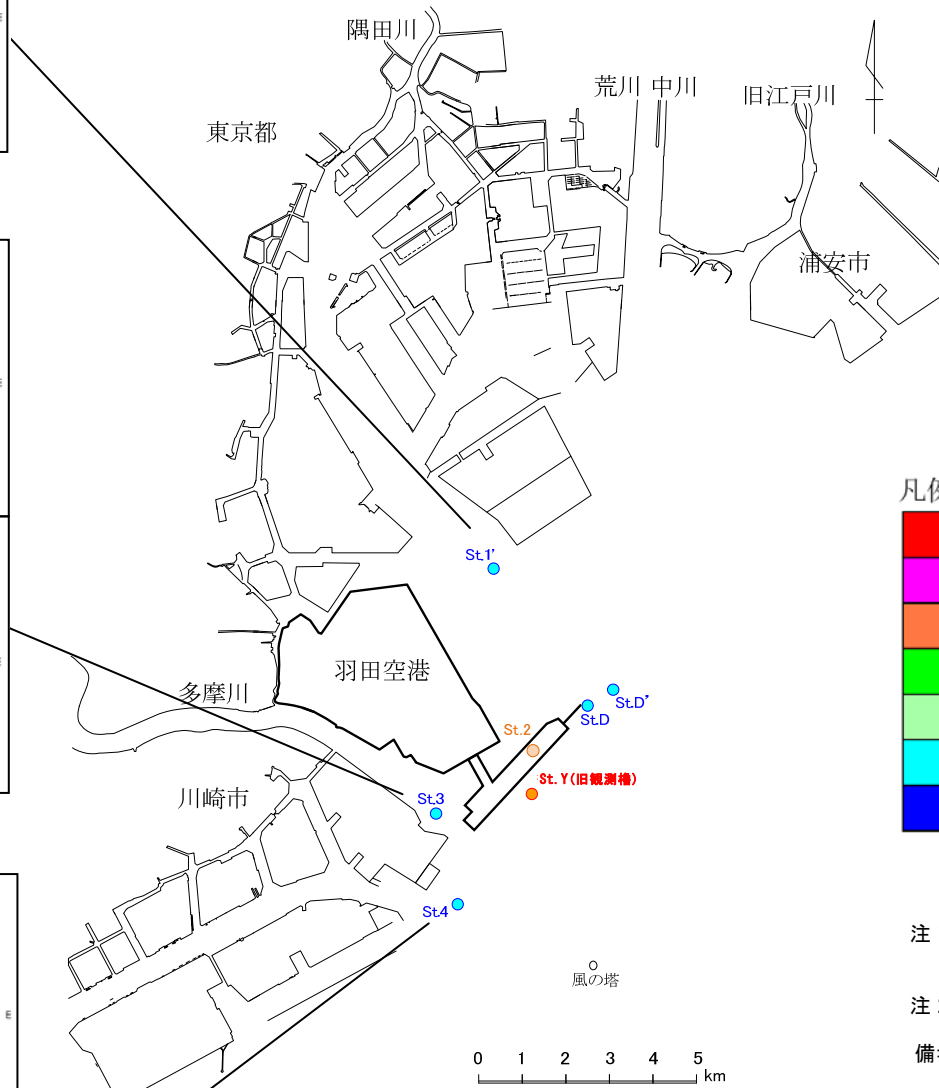 隅田川
荒川 中川
旧江戸川
東京都
浦安市
凡例
St.1'
羽田空港
多摩川
St.D'
St.D
St.2
St.Y(旧観測櫓)
川崎市
St.3
St.4
注
風の塔
注
備
0 1 2 3 4 5
km